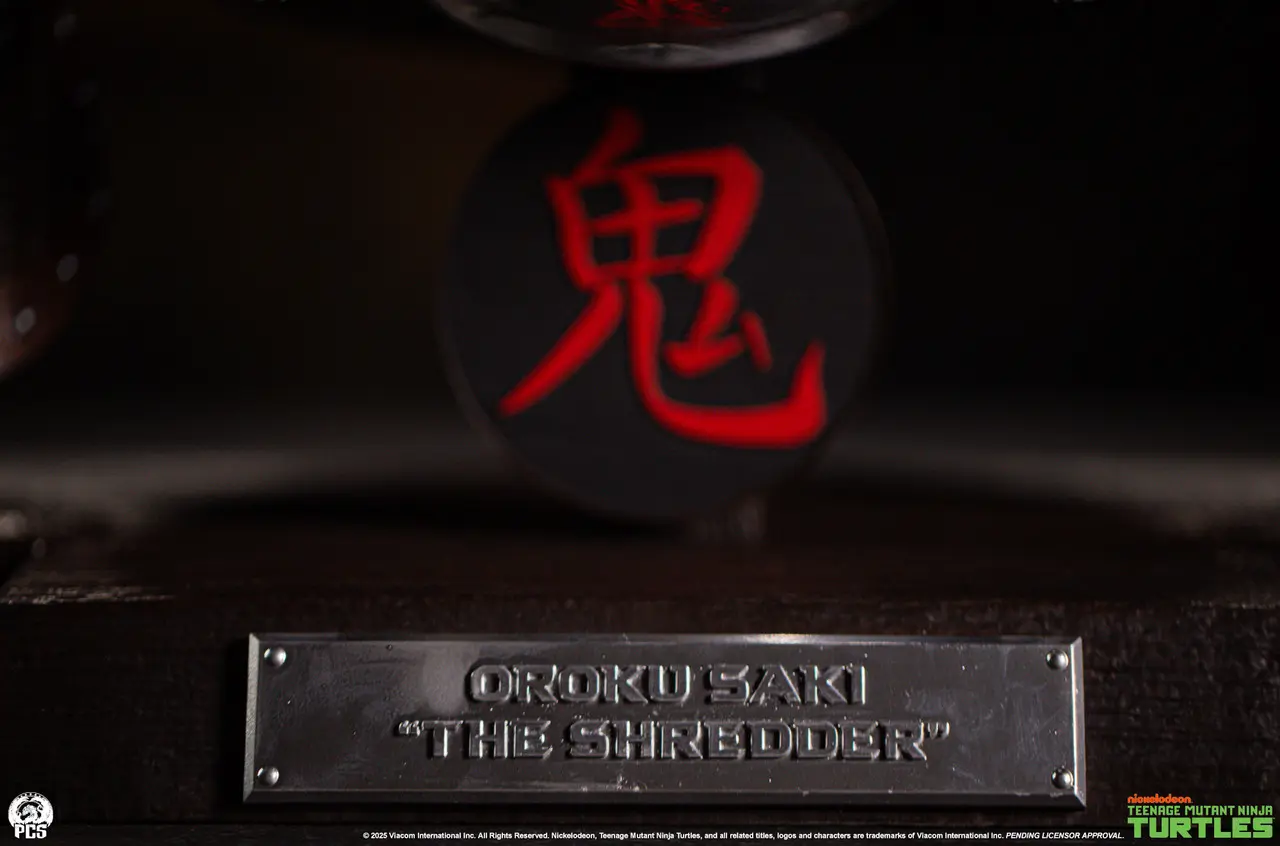 鬼
OROKU SAKI
“THE SHREDDER”
PCS
© 2025 Viacom International Inc. All Rights Reserved. Nickelodeon, Teenage Mutant Ninja Turtles, and all related titles, logos and characters are trademarks of Viacom International Inc. PENDING LICENSOR APPROVAL.
nickelodeon
TEENAGE MUTANT NINJA
TURTLES